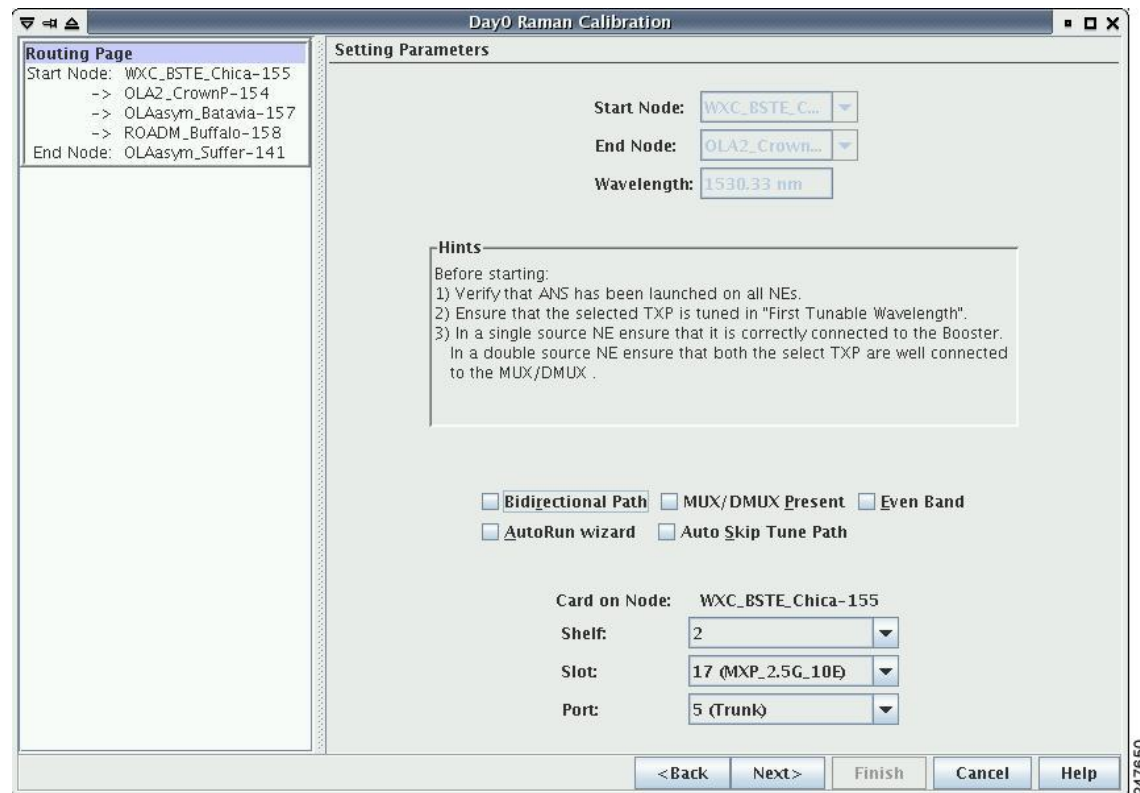 Day0 Raman Calibration
Routing Page
Start Node: WXC_BSTE_Chica-155
-> OLA2_CrownP-154
-> OLAasym_Batavia-157
-> ROADM_Buffalo-158
End Node: OLAasym_Suffer-141
Setting Parameters
Start Node: WXC_BSTE_C...
End Node: OLA2_Crown...
Wavelength: 1530.33 nm
Hints
Before starting:
1) Verify that ANS has been launched on all NEs.
2) Ensure that the selected TXP is tuned in "First Tunable Wavelength".
3) In a single source NE ensure that it is correctly connected to the Booster.
In a double source NE ensure that both the select TXP are well connected
to the MUX/DMUX .
Bidirectional Path MUX/DMUX Present Even Band
AutoRun wizard Auto Skip Tune Path
Card on Node: WXC_BSTE_Chica-155
Shelf: 2
Slot: 17 (MXP_2.5G_10E)
Port: 5 (Trunk)
<Back Next> Finish Cancel Help
247650